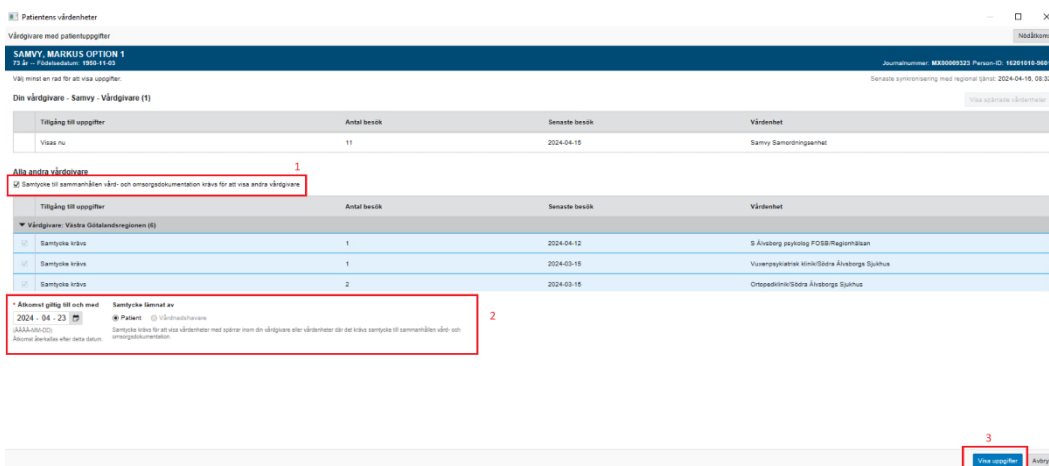 Patientens vårdenheter
Vårdgivare med patientuppgifter
Nödåtkoms
SAMVY, MARKUS OPTION 1
73 år -- Födelsedatum: 1950-11-03
Journalnummer: MX00009323 Person-ID:
Välj minst en rad för att visa uppgifter.
Senaste synkronisering med regional tjänst: 2024-04-16, 08:32
Din vårdgivare - Samvy - Vårdgivare (1)
Visa spärrade vårdenheter
Tillgång till uppgifter Antal besök Senaste besök Vårdenhet
Visas nu 11 2024-04-15 Samvy Samordningsenhet
1
Alla andra vårdgivare
Samtycke till sammanhållen vård- och omsorgsdokumentation krävs för att visa andra vårdgivare
Tillgång till uppgifter Antal besök Senaste besök Vårdenhet
Vårdgivare: Västra Götalandsregionen (6)
Samtycke krävs 1 2024-04-12 S Älvsborg psykolog FOSB/Regionhälsan
Samtycke krävs 1 2024-03-15 Vuxenpsykiatrisk klinik/Södra Älvsborgs Sjukhus
Samtycke krävs 2 2024-03-15 Ortopedklinik/Södra Älvsborgs Sjukhus
* Åtkomst giltig till och med Samtycke lämnat av
2024 - 04 - 23 Patient Vårdnadshavare
2
(ÅÅÅÅ-MM-DD)
Åtkomst återkallas efter detta datum.
Samtycke krävs för att visa vårdenheter med spärrar inom din vårdgivare eller vårdenheter där det krävs samtycke till sammanhållen vård- och
omsorgsdokumentation.
3
Visa uppgifter Avbry